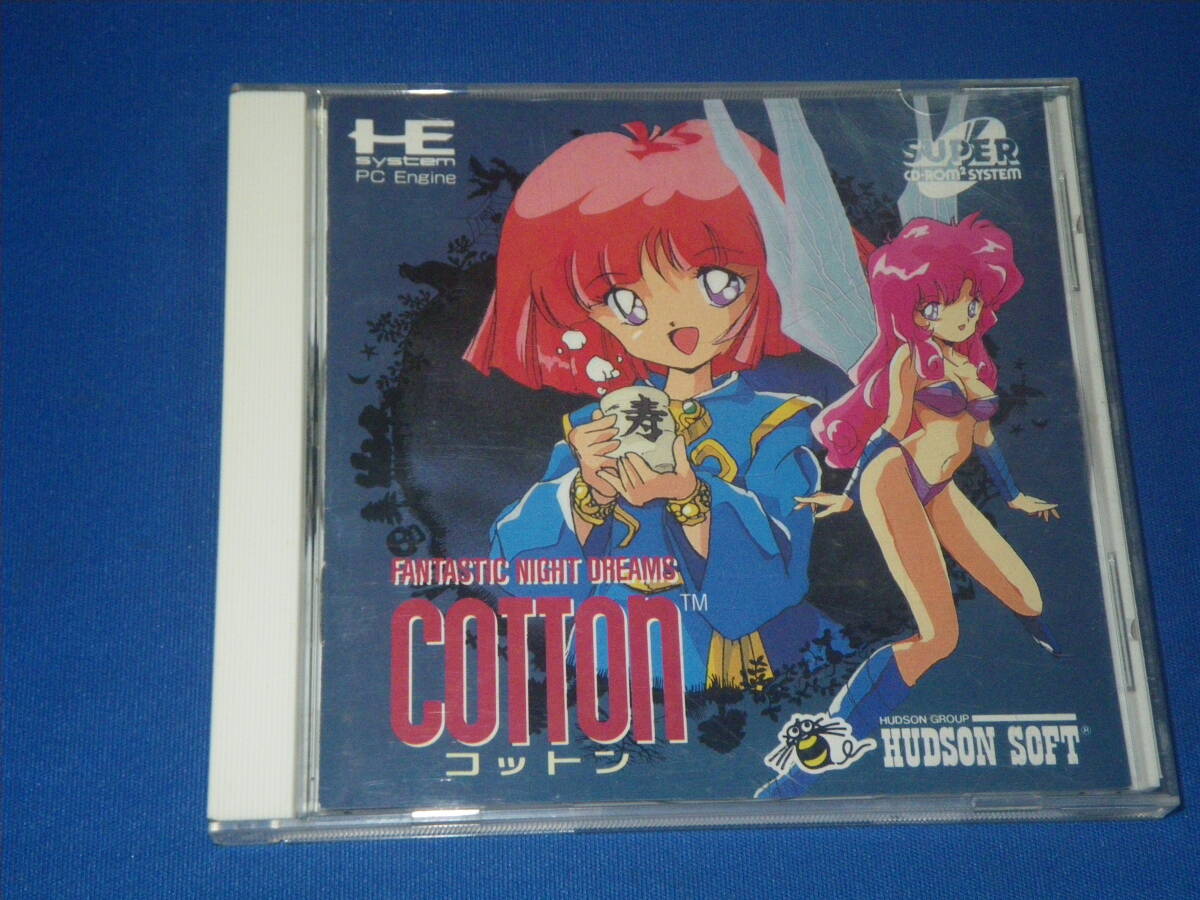 HE
system
PC Engine
SUPER
CD-ROM² SYSTEM
寿
FANTASTIC NIGHT DREAMS
COTTON™
コットン
HUDSON GROUP
HUDSON SOFT®